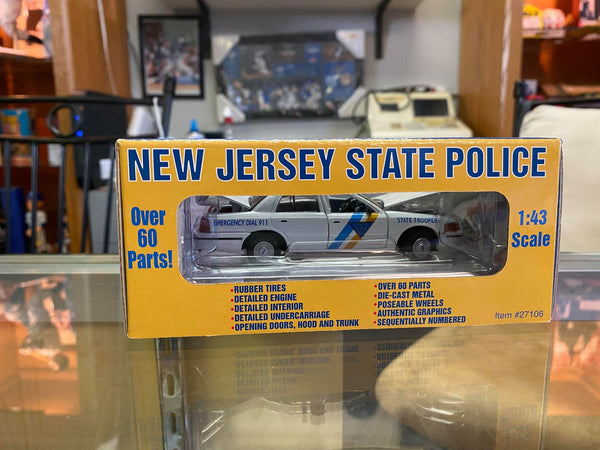 NEW JERSEY STATE POLICE
Over
60
Parts!
EMERGENCY DIAL 911
STATE TROOPER
1:43
Scale
•RUBBER TIRES
•DETAILED ENGINE
•DETAILED INTERIOR
•DETAILED UNDERCARRIAGE
•OPENING DOORS, HOOD AND TRUNK
•OVER 60 PARTS
•DIE-CAST METAL
•POSEABLE WHEELS
•AUTHENTIC GRAPHICS
•SEQUENTIALLY NUMBERED
Item #27106